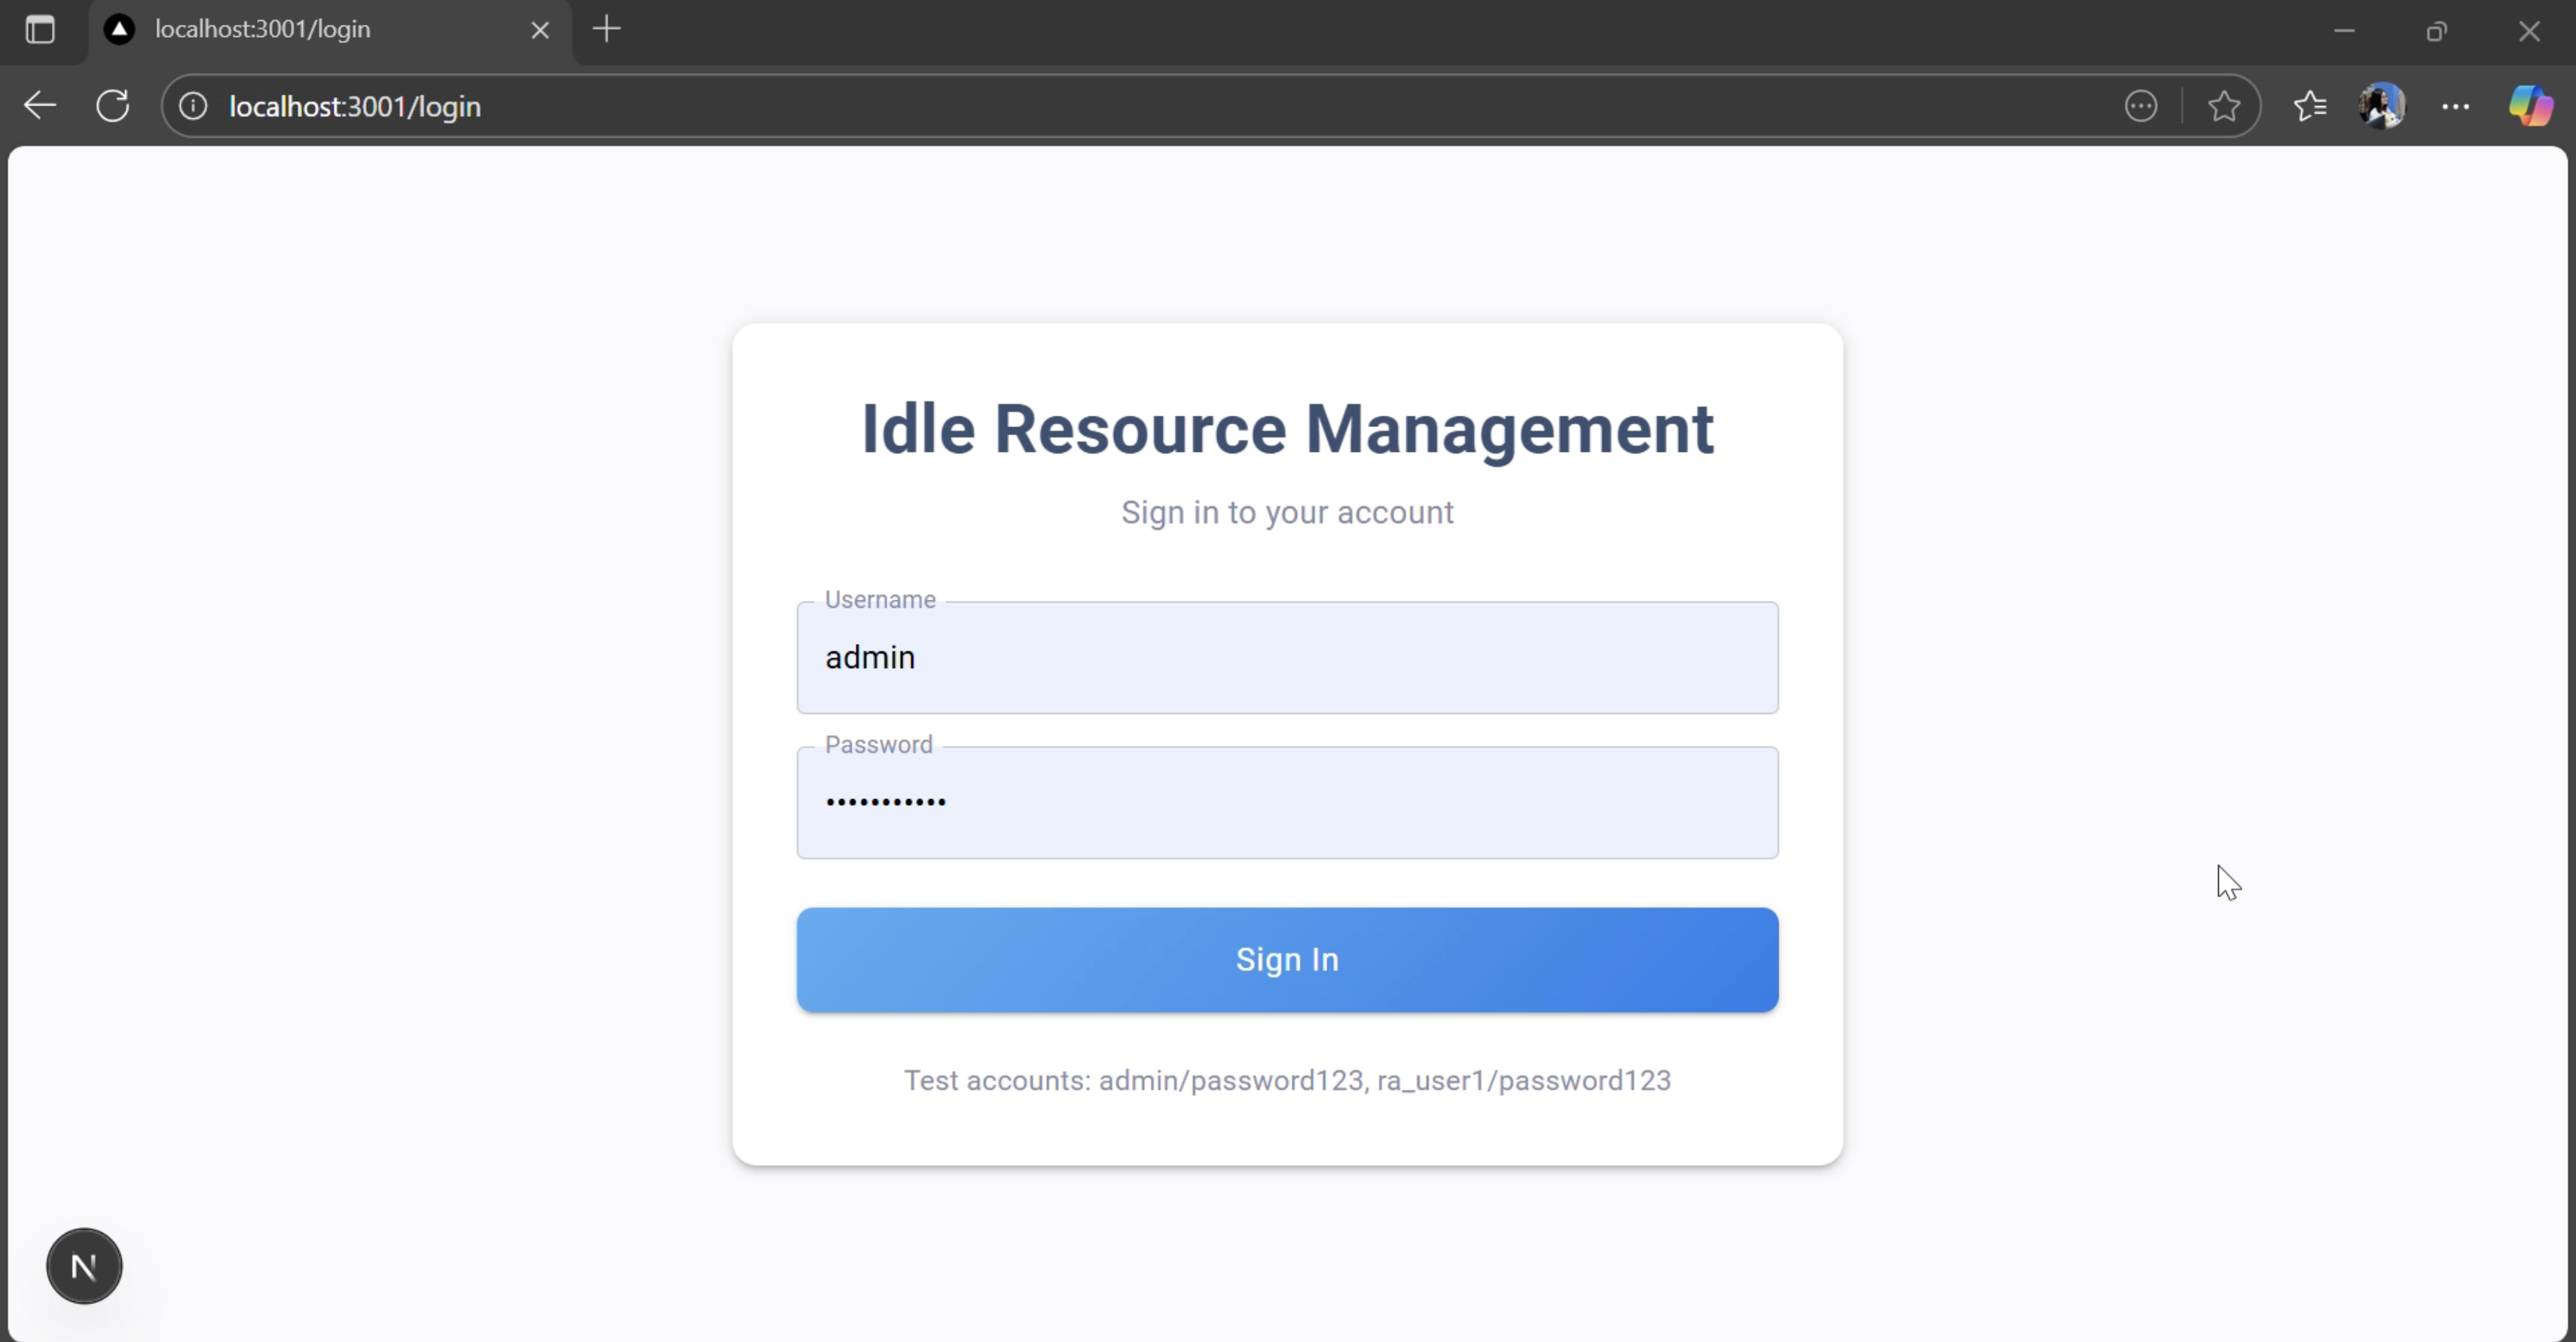 localhost:3001/login
localhost:3001/login
Idle Resource Management
Sign in to your account
Username
admin
Password
•••••••••••
Sign In
Test accounts: admin/password123, ra_user1/password123
N